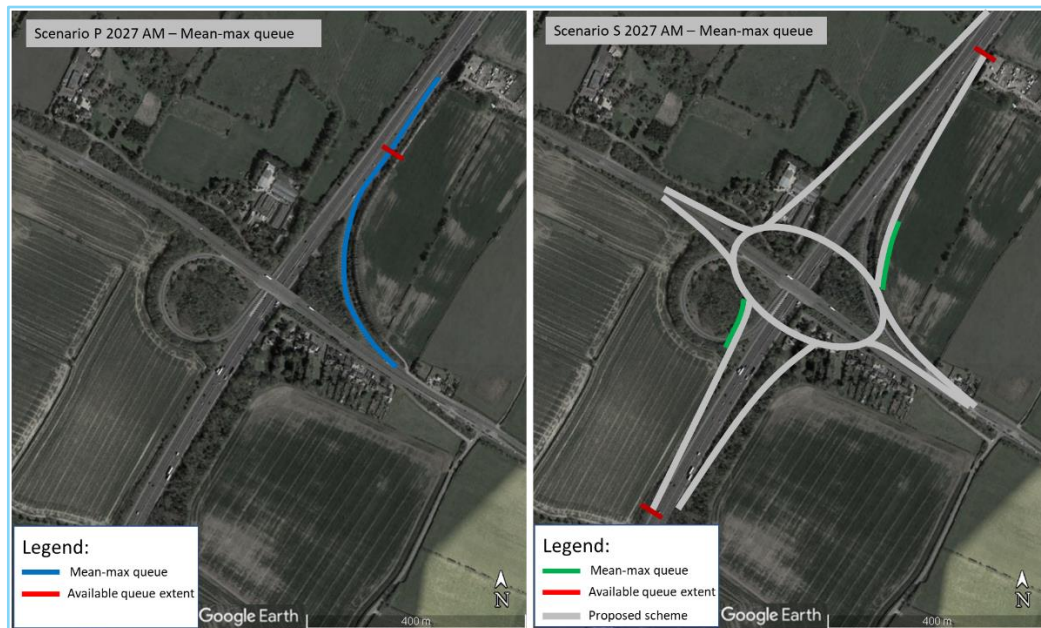 Scenario P 2027 AM – Mean-max queue
Legend:
Mean-max queue
Available queue extent
Google Earth
400 m
N
Scenario S 2027 AM – Mean-max queue
Legend:
Mean-max queue
Available queue extent
Proposed scheme
Google Earth
400 m
N